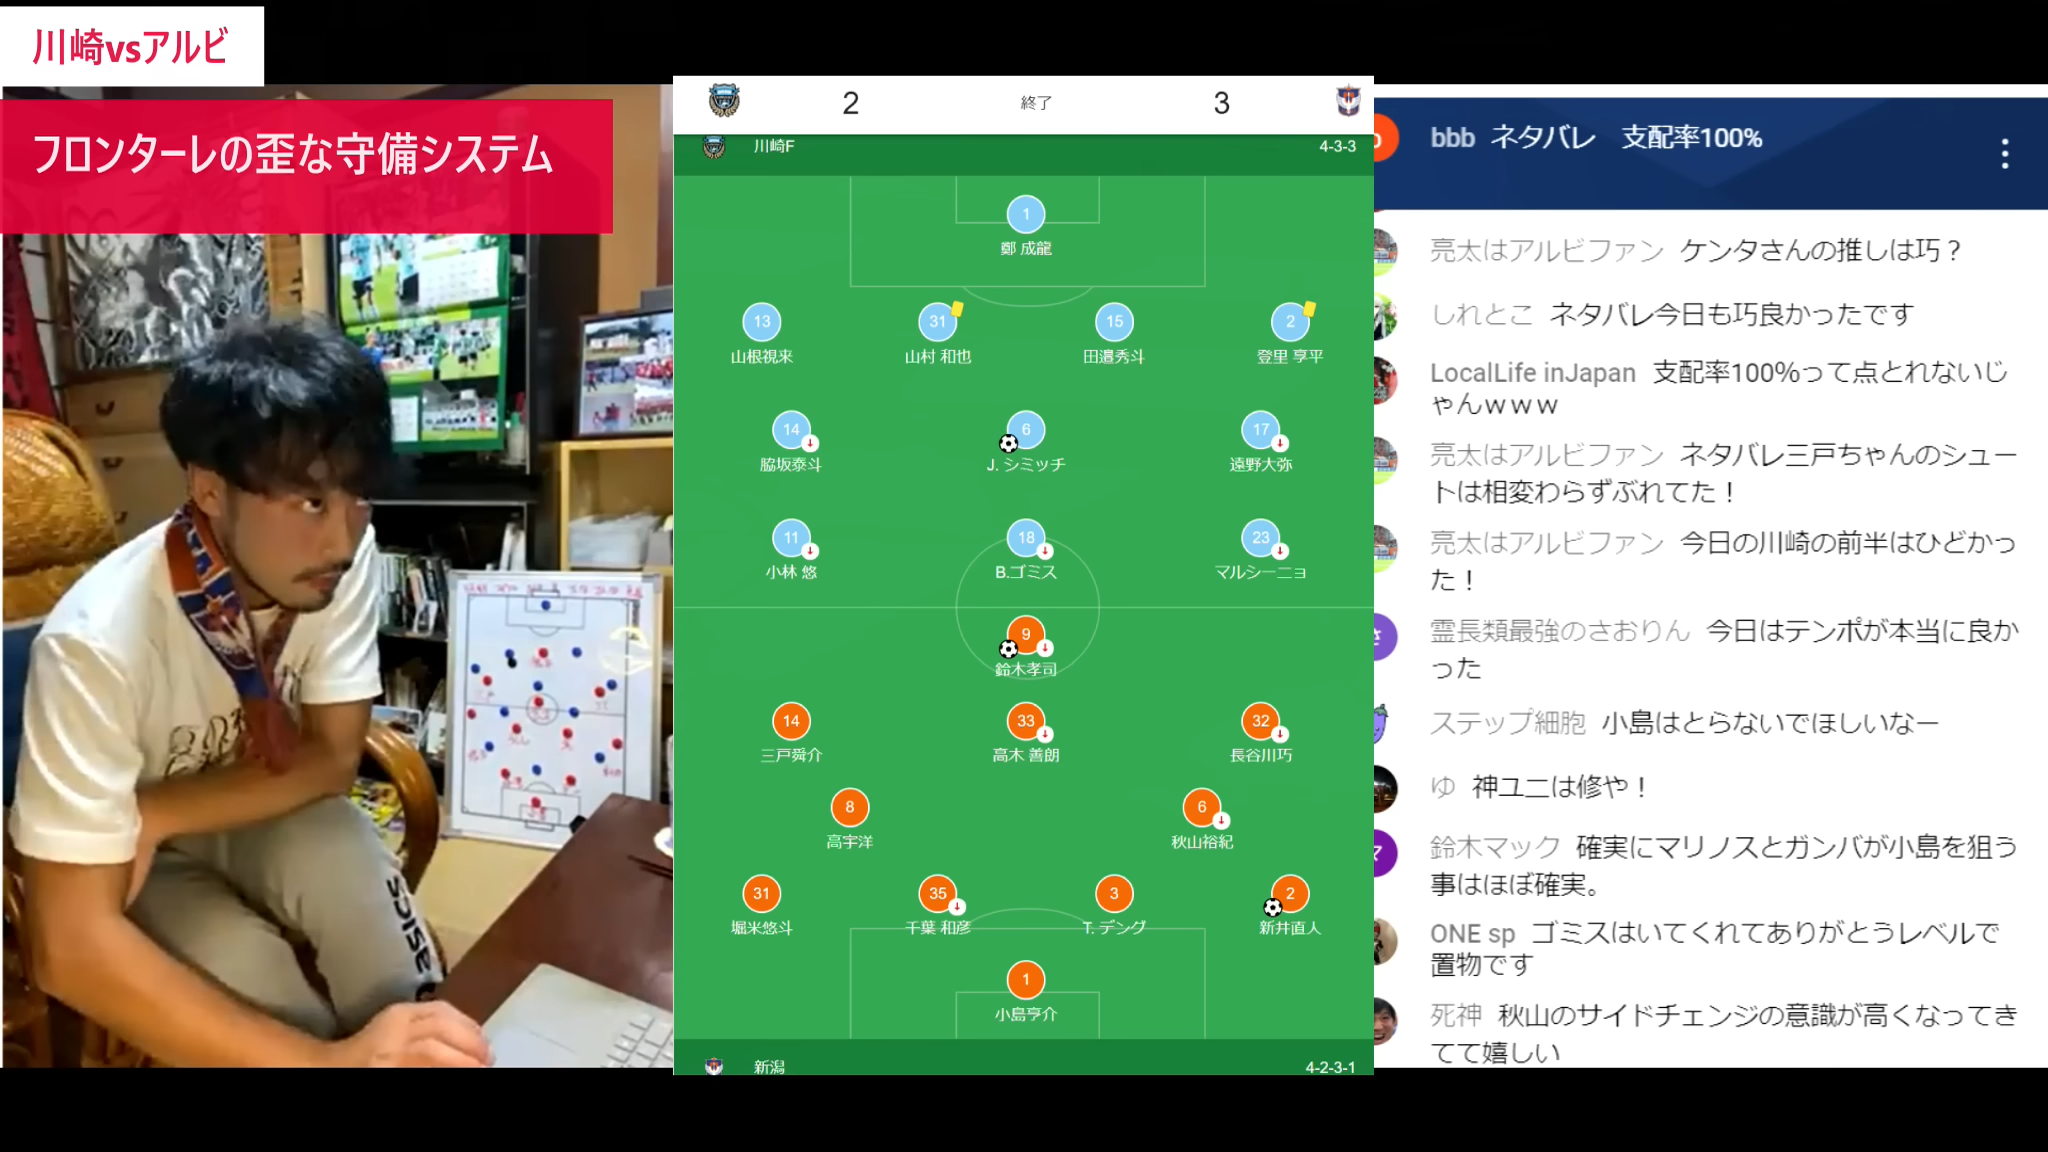 川崎vsアルビ
フロンターレの歪な守備システム
2 終了 3
川崎F 4-3-3
1
鄭 成龍
13 31 15 2
山根視来 山村 和也 田邉秀斗 登里 享平
14 6 17
脇坂泰斗 J. シミッチ 遠野大弥
11 18 23
小林 悠 B.ゴミス マルシーニョ
9
鈴木孝司
14 33 32
三戸舜介 高木 善朗 長谷川巧
8 6
高宇洋 秋山裕紀
31 35 3 2
堀米悠斗 千葉 和彦 T. デング 新井直人
1
小島亨介
新潟 4-2-3-1
bbb ネタバレ 支配率100%
亮太はアルビファン ケンタさんの推しは巧？
しれとこ ネタバレ今日も巧良かったです
LocalLife inJapan 支配率100％って点とれないじ
ゃんｗｗｗ
亮太はアルビファン ネタバレ三戸ちゃんのシュー
トは相変わらずぶれてた！
亮太はアルビファン 今日の川崎の前半はひどかっ
た！
霊長類最強のさおりん 今日はテンポが本当に良か
った
ステップ細胞 小島はとらないでほしいなー
ゆ 神ユニは修や！
鈴木マック 確実にマリノスとガンバが小島を狙う
事はほぼ確実。
ONE sp ゴミスはいてくれてありがとうレベルで
置物です
死神 秋山のサイドチェンジの意識が高くなってき
てて嬉しい